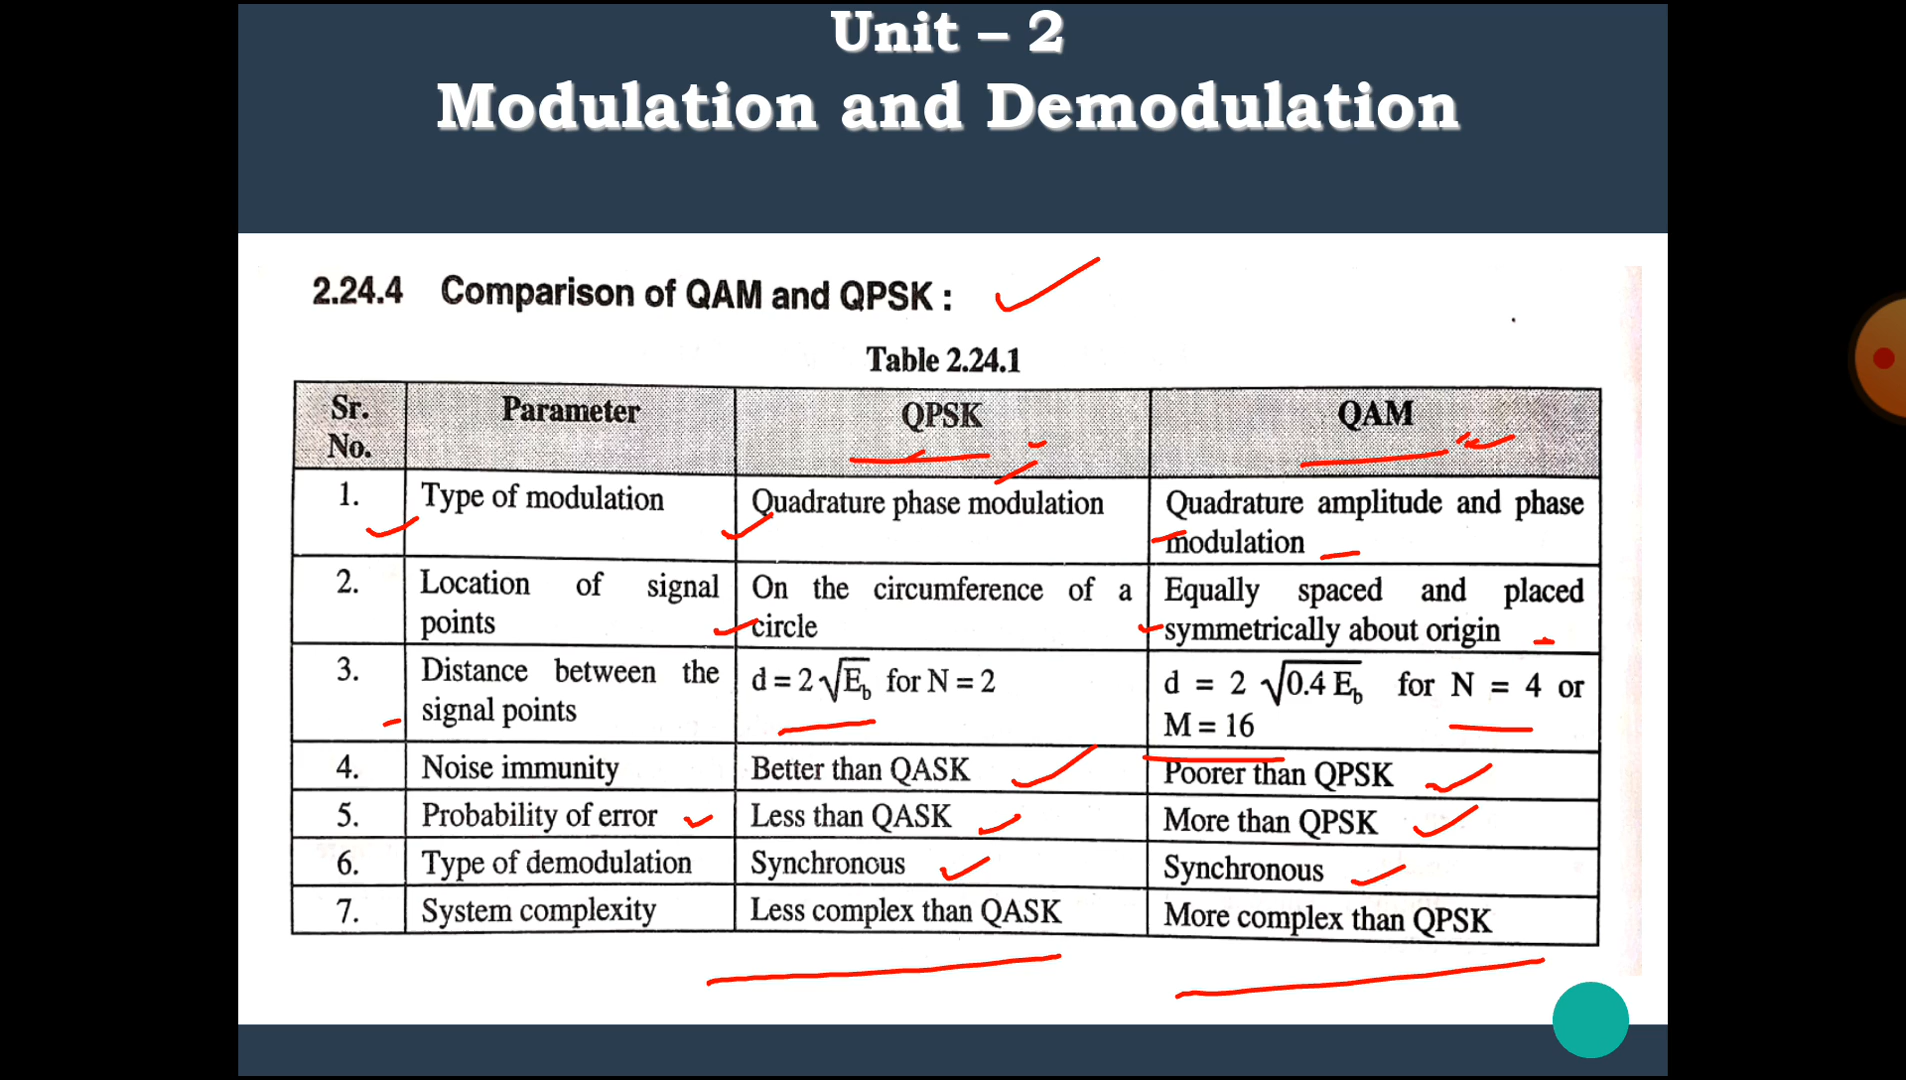 Unit – 2
Modulation and Demodulation
2.24.4 Comparison of QAM and QPSK :
Table 2.24.1
Sr. No. Parameter QPSK QAM
1. Type of modulation Quadrature phase modulation Quadrature amplitude and phase modulation
2. Location of signal points On the circumference of a circle Equally spaced and placed symmetrically about origin
3. Distance between the signal points d = 2 √E_b for N = 2 d = 2 √0.4 E_b for N = 4 or M = 16
4. Noise immunity Better than QASK Poorer than QPSK
5. Probability of error Less than QASK More than QPSK
6. Type of demodulation Synchronous Synchronous
7. System complexity Less complex than QASK More complex than QPSK